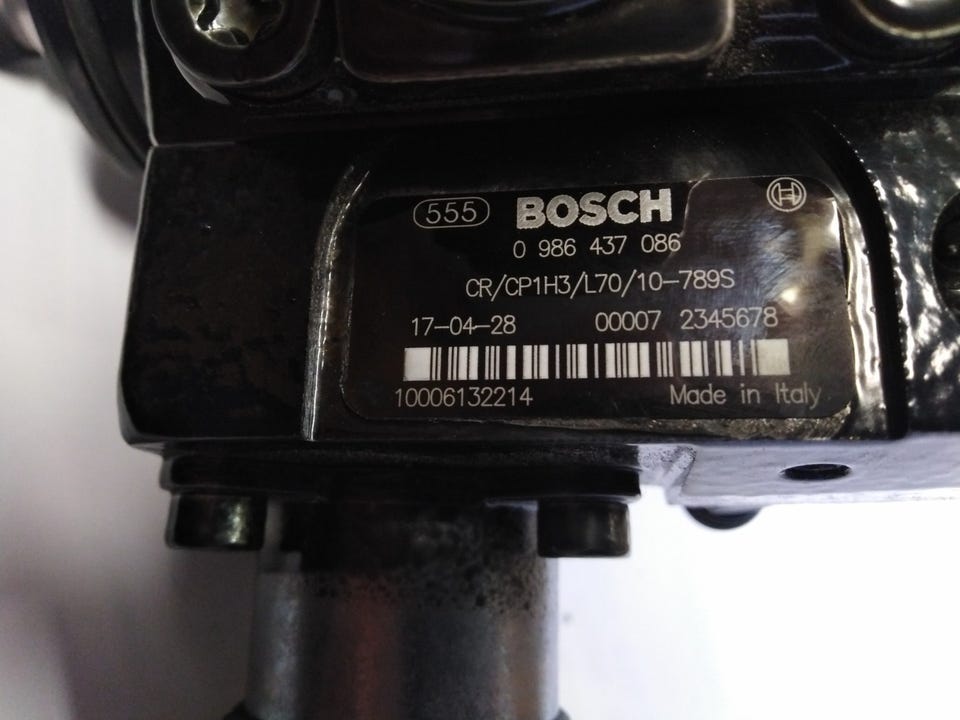 555 BOSCH
0 986 437 086
CR/CP1H3/L70/10-789S
17-04-28 00007 2345678
10006132214 Made in Italy